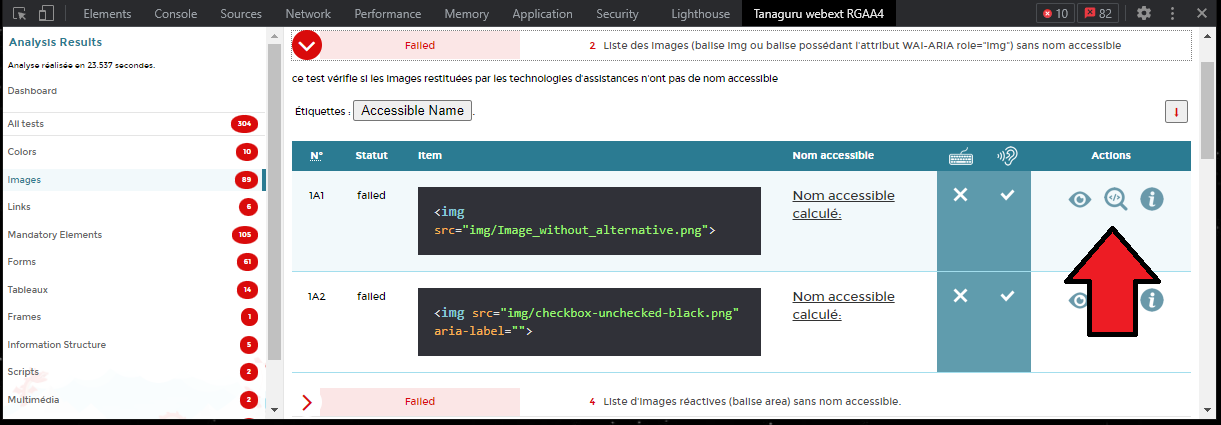 Elements Console Sources Network Performance Memory Application Security Lighthouse Tanaguru webext RGAA4 10 82
Analysis Results
Analyse réalisée en 23.537 secondes.
Dashboard
All tests 304
Colors 10
Images 89
Links 6
Mandatory Elements 105
Forms 61
Tableaux 14
Frames 1
Information Structure 5
Scripts 2
Multimédia 2
Failed 2 Liste des images (balise img ou balise possédant l'attribut WAI-ARIA role="img") sans nom accessible
ce test vérifie si les images restituées par les technologies d'assistances n'ont pas de nom accessible
Étiquettes : Accessible Name.
N° Statut Item Nom accessible Actions
1A1 failed <img
src="img/Image_without_alternative.png">
Nom accessible
calculé:
1A2 failed <img src="img/checkbox-unchecked-black.png"
aria-label="">
Nom accessible
calculé:
Failed 4 Liste d'images réactives (balise area) sans nom accessible.